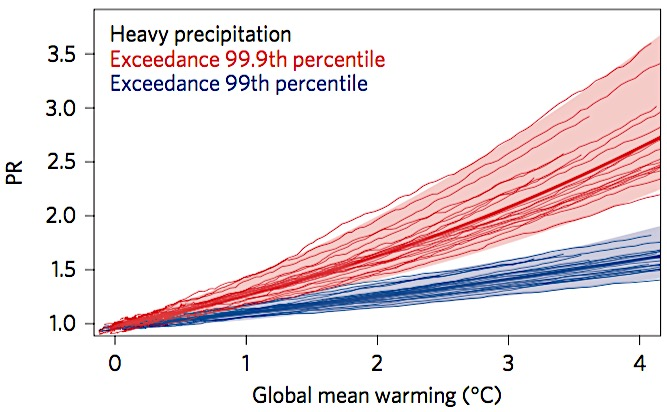 Heavy precipitation
Exceedance 99.9th percentile
Exceedance 99th percentile
3.5
3.0
2.5
2.0
1.5
1.0
PR
0 1 2 3 4
Global mean warming (°C)